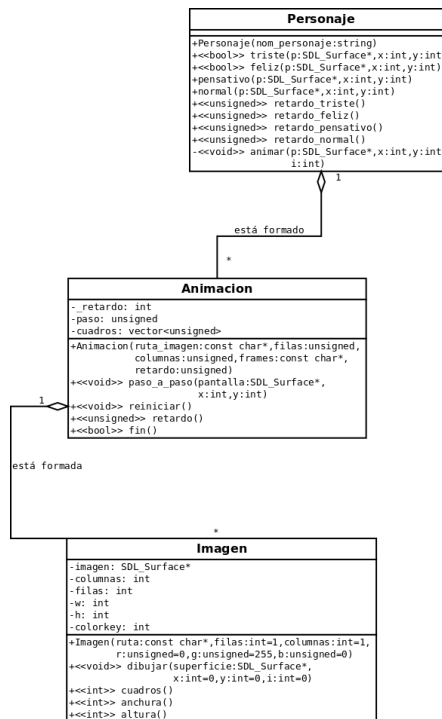 Personaje
+Personaje(nom_personaje:string)
+<<bool>> triste(p:SDL_Surface*,x:int,y:int
+<<bool>> feliz(p:SDL_Surface*,x:int,y:int)
+pensativo(p:SDL_Surface*,x:int,y:int)
+normal(p:SDL_Surface*,x:int,y:int)
+<<unsigned>> retardo_triste()
+<<unsigned>> retardo_feliz()
+<<unsigned>> retardo_pensativo()
+<<unsigned>> retardo_normal()
-<<void>> animar(p:SDL_Surface*,x:int,y:int
i:int)
1
está formado
*
Animacion
-_retardo: int
-paso: unsigned
-cuadros: vector<unsigned>
+Animacion(ruta_imagen:const char*,filas:unsigned,
columnas:unsigned,frames:const char*,
retardo:unsigned)
+<<void>> paso_a_paso(pantalla:SDL_Surface*,
x:int,y:int)
+<<void>> reiniciar()
+<<unsigned>> retardo()
+<<bool>> fin()
1
está formada
*
Imagen
-imagen: SDL_Surface*
-columnas: int
-filas: int
-w: int
-h: int
-colorkey: int
+Imagen(ruta:const char*,filas:int=1,columnas:int=1,
r:unsigned=0,g:unsigned=255,b:unsigned=0)
+<<void>> dibujar(superficie:SDL_Surface*,
x:int=0,y:int=0,i:int=0)
+<<int>> cuadros()
+<<int>> anchura()
+<<int>> altura()